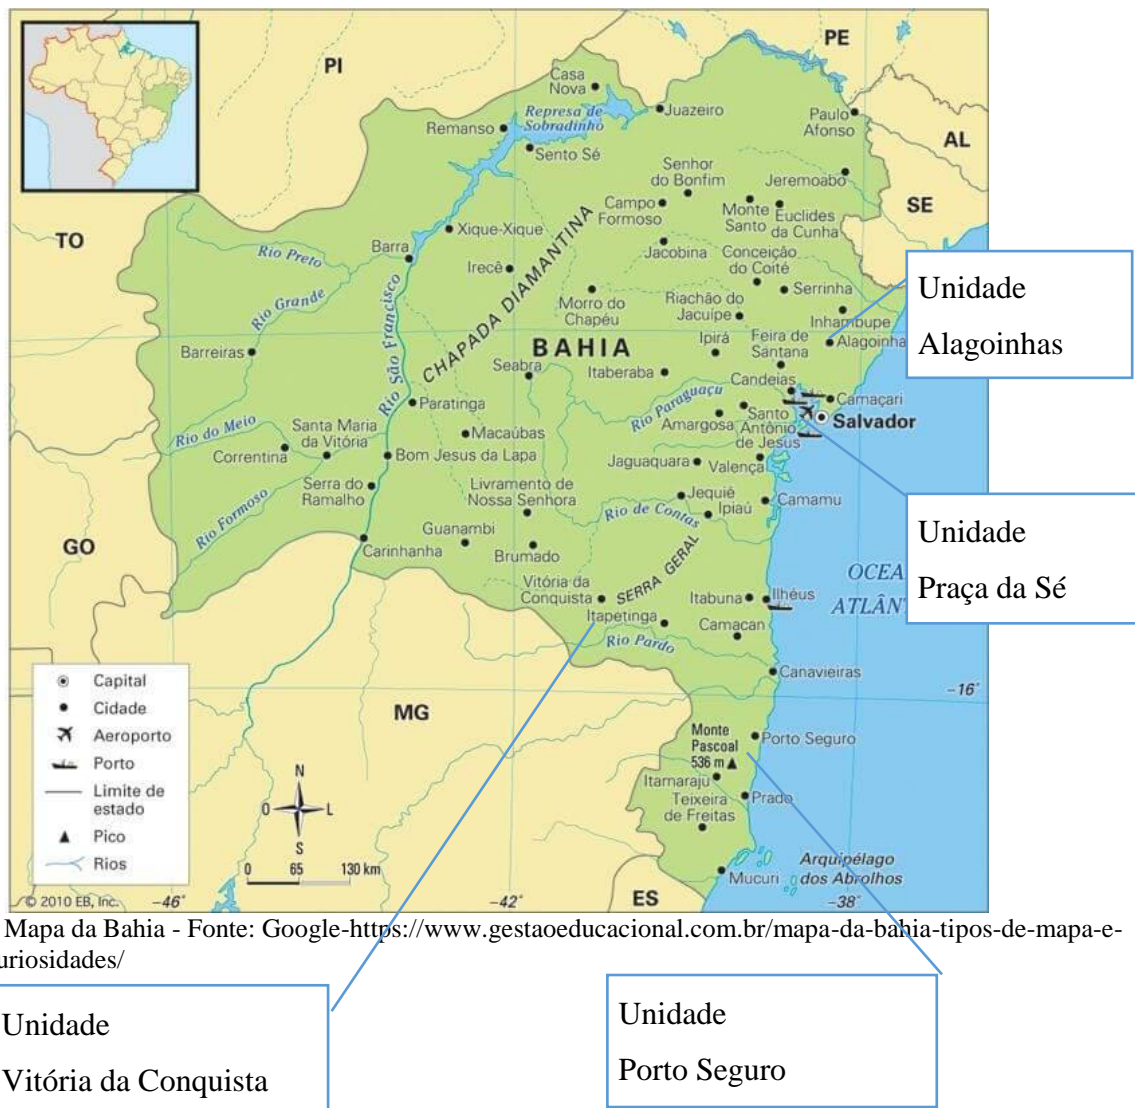 PI
PE
Casa
Nova
Represa de
Sobradinho
Juazeiro
Paulo
Afonso
Remanso
Sento Sé
AL
Senhor
do Bonfim
Jeremoabo
Campo
Formoso
Monte
Santo
Euclides
da Cunha
SE
TO
Xique-Xique
Barra
Rio Preto
Jacobina
Conceição
do Coité
Irecê
CHAPADA DIAMANTINA
Serrinha
Morro do
Chapéu
Riachão do
Jacuípe
Inhambupe
Rio Grande
Rio São Francisco
BAHIA
Ipirá
Feira de
Santana
Alagoinha
Barreiras
Seabra
Itaberaba
Candeias
Camaçari
Rio Paraguaçu
Paratinga
Amargosa
Santo
Antônio
de Jesus
Salvador
Rio do Meio
Santa Maria
da Vitória
Macaúbas
Correntina
Bom Jesus da Lapa
Jaguaquara
Valença
Serra do
Ramalho
Livramento de
Nossa Senhora
Jequié
Ipiaú
Camamu
Rio Formoso
Rio de Contas
Guanambi
GO
Carinhanha
Brumado
SERRA GERAL
OCEA
ATLÂN
Vitória da
Conquista
Itabuna
Ilhéus
Itapetinga
Camacan
Rio Pardo
Canavieiras
-16°
MG
Monte
Pascoal
536 m
Porto Seguro
Itamaraju
Prado
Teixeira
de Freitas
Arquipélago
dos Abrolhos
Mucuri
ES
-46°
-42°
-38°
Capital
Cidade
Aeroporto
Porto
Limite de
estado
Pico
Rios
N
O
L
S
0 65 130 km
© 2010 EB, Inc.
Unidade
Alagoinhas
Unidade
Praça da Sé
Mapa da Bahia - Fonte: Google-https://www.gestaoeducacional.com.br/mapa-da-bahia-tipos-de-mapa-e-
uriosidades/
Unidade
Vitória da Conquista
Unidade
Porto Seguro